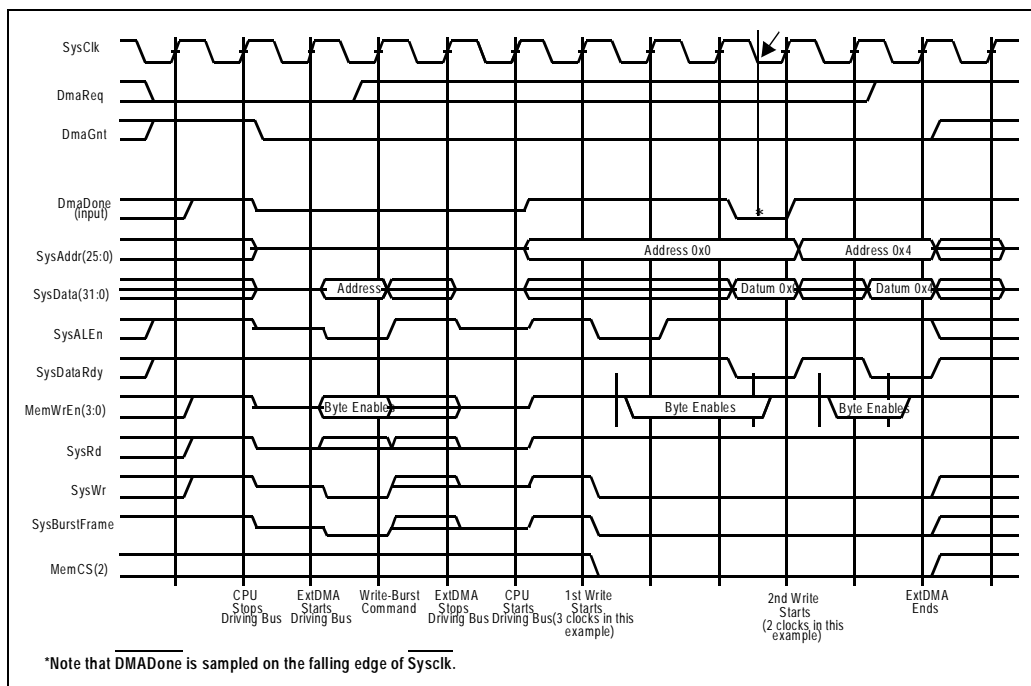 SysClk
DmaReq
DmaGnt
DmaDone
(input)
*
SysAddr(25:0)
Address 0x0
Address 0x4
SysData(31:0)
Address
Datum 0x0
Datum 0x4
SysALEn
SysDataRdy
MemWrEn(3:0)
Byte Enables
Byte Enables
Byte Enables
SysRd
SysWr
SysBurstFrame
MemCS(2)
CPU
Stops
Driving Bus
ExtDMA
Starts
Driving Bus
Write-Burst
Command
ExtDMA
Stops
Driving Bus
CPU
Starts
Driving Bus
1st Write
Starts
(3 clocks in this
example)
2nd Write
Starts
(2 clocks in this
example)
ExtDMA
Ends
*Note that DMADone is sampled on the falling edge of Sysclk.